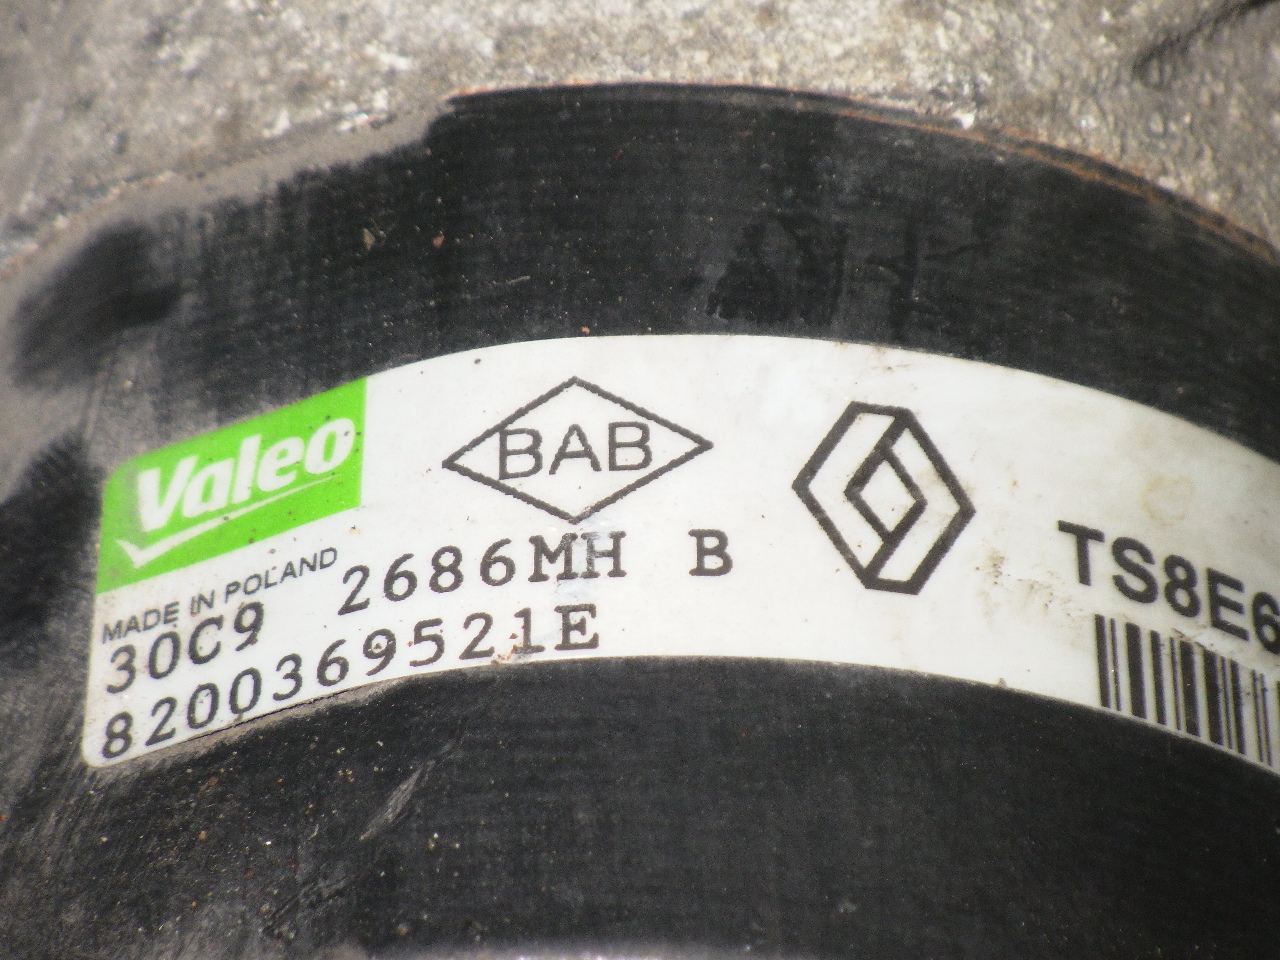 Valeo
BAB
MADE IN POLAND
30C9 2686MH B
8200369521E
TS8E6